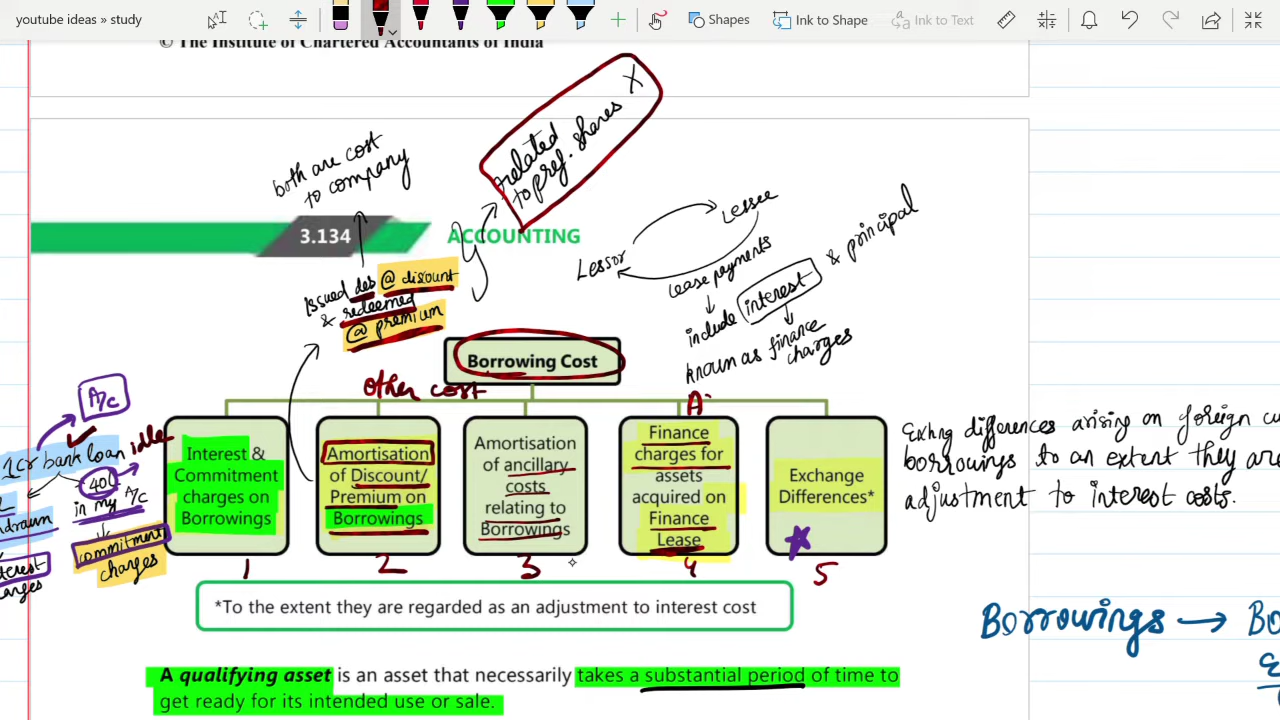 youtube ideas » study
Shapes
Ink to Shape
Ink to Text
© The Institute of Chartered Accountants of India
related
to pref. shares X
both are cost
to company
3.134
ACCOUNTING
Lessor
Lessee
lease payments
include interest & principal
known as finance
charges
Issued deb @ discount
& redeemed
@ premium
Borrowing Cost
other cost
A
A/c
1Cr bank loan idle
40L
in my A/c
commitment
charges
Interest &
Commitment
charges on
Borrowings
1
Amortisation
of Discount/
Premium on
Borrowings
2
Amortisation
of ancillary
costs
relating to
Borrowings
3
Finance
charges for
assets
acquired on
Finance
Lease
4
Exchange
Differences*
5
Exhng differences arising on foreign
borrowings to an extent they are
adjustment to interest costs.
*To the extent they are regarded as an adjustment to interest cost
Borrowings →
A qualifying asset is an asset that necessarily takes a substantial period of time to
get ready for its intended use or sale.